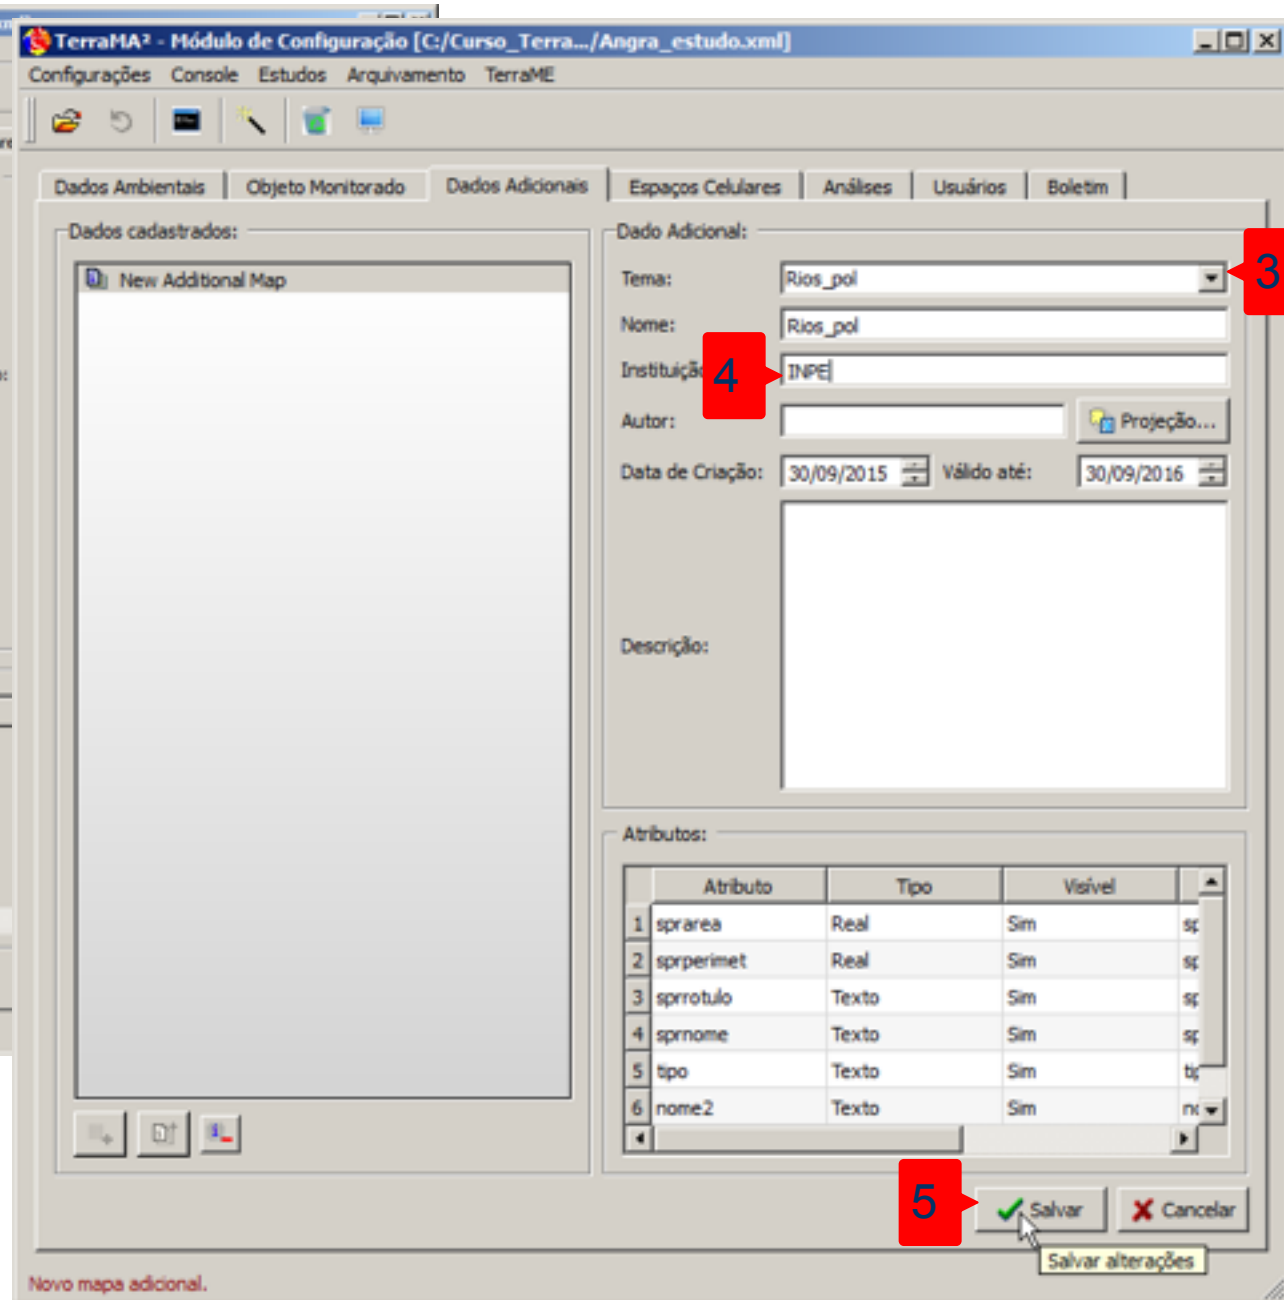 TerraMA² - Módulo de Configuração [C:/Curso_Terra.../Angra_estudo.xml]
Configurações Console Estudos Arquivamento TerraME
Dados Ambientais Objeto Monitorado Dados Adicionais Espaços Celulares Análises Usuários Boletim
Dados cadastrados:
New Additional Map
Dado Adicional:
Tema: Rios_pol
3
Nome: Rios_pol
Instituição
4
INPE
Autor: Projeção...
Data de Criação: 30/09/2015 Válido até: 30/09/2016
Descrição:
Atributos:
Atributo Tipo Visível
1 sprarea Real Sim
2 sprperimet Real Sim
3 sprrotulo Texto Sim
4 sprnome Texto Sim
5 tipo Texto Sim
6 nome2 Texto Sim
5
Salvar Cancelar
Salvar alterações
Novo mapa adicional.